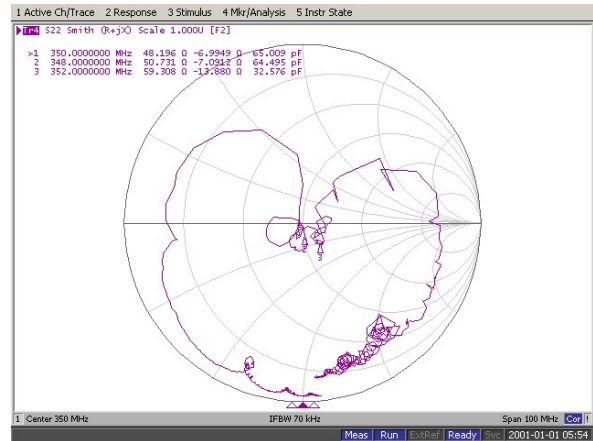 1 Active Ch/Trace 2 Response 3 Stimulus 4 Mkr/Analysis 5 Instr State
Tr4 S22 Smith (R+jX) Scale 1.000U [F2]
>1 350.0000000 MHz 48.196 Ω -6.9949 Ω 65.009 pF
2 348.0000000 MHz 50.731 Ω -7.0912 Ω 64.495 pF
3 352.0000000 MHz 59.308 Ω -13.880 Ω 32.576 pF
3
1 Center 350 MHz IFBW 70 kHz Span 100 MHz Cor !
Meas Run ExtRef Ready Svc 2001-01-01 05:54